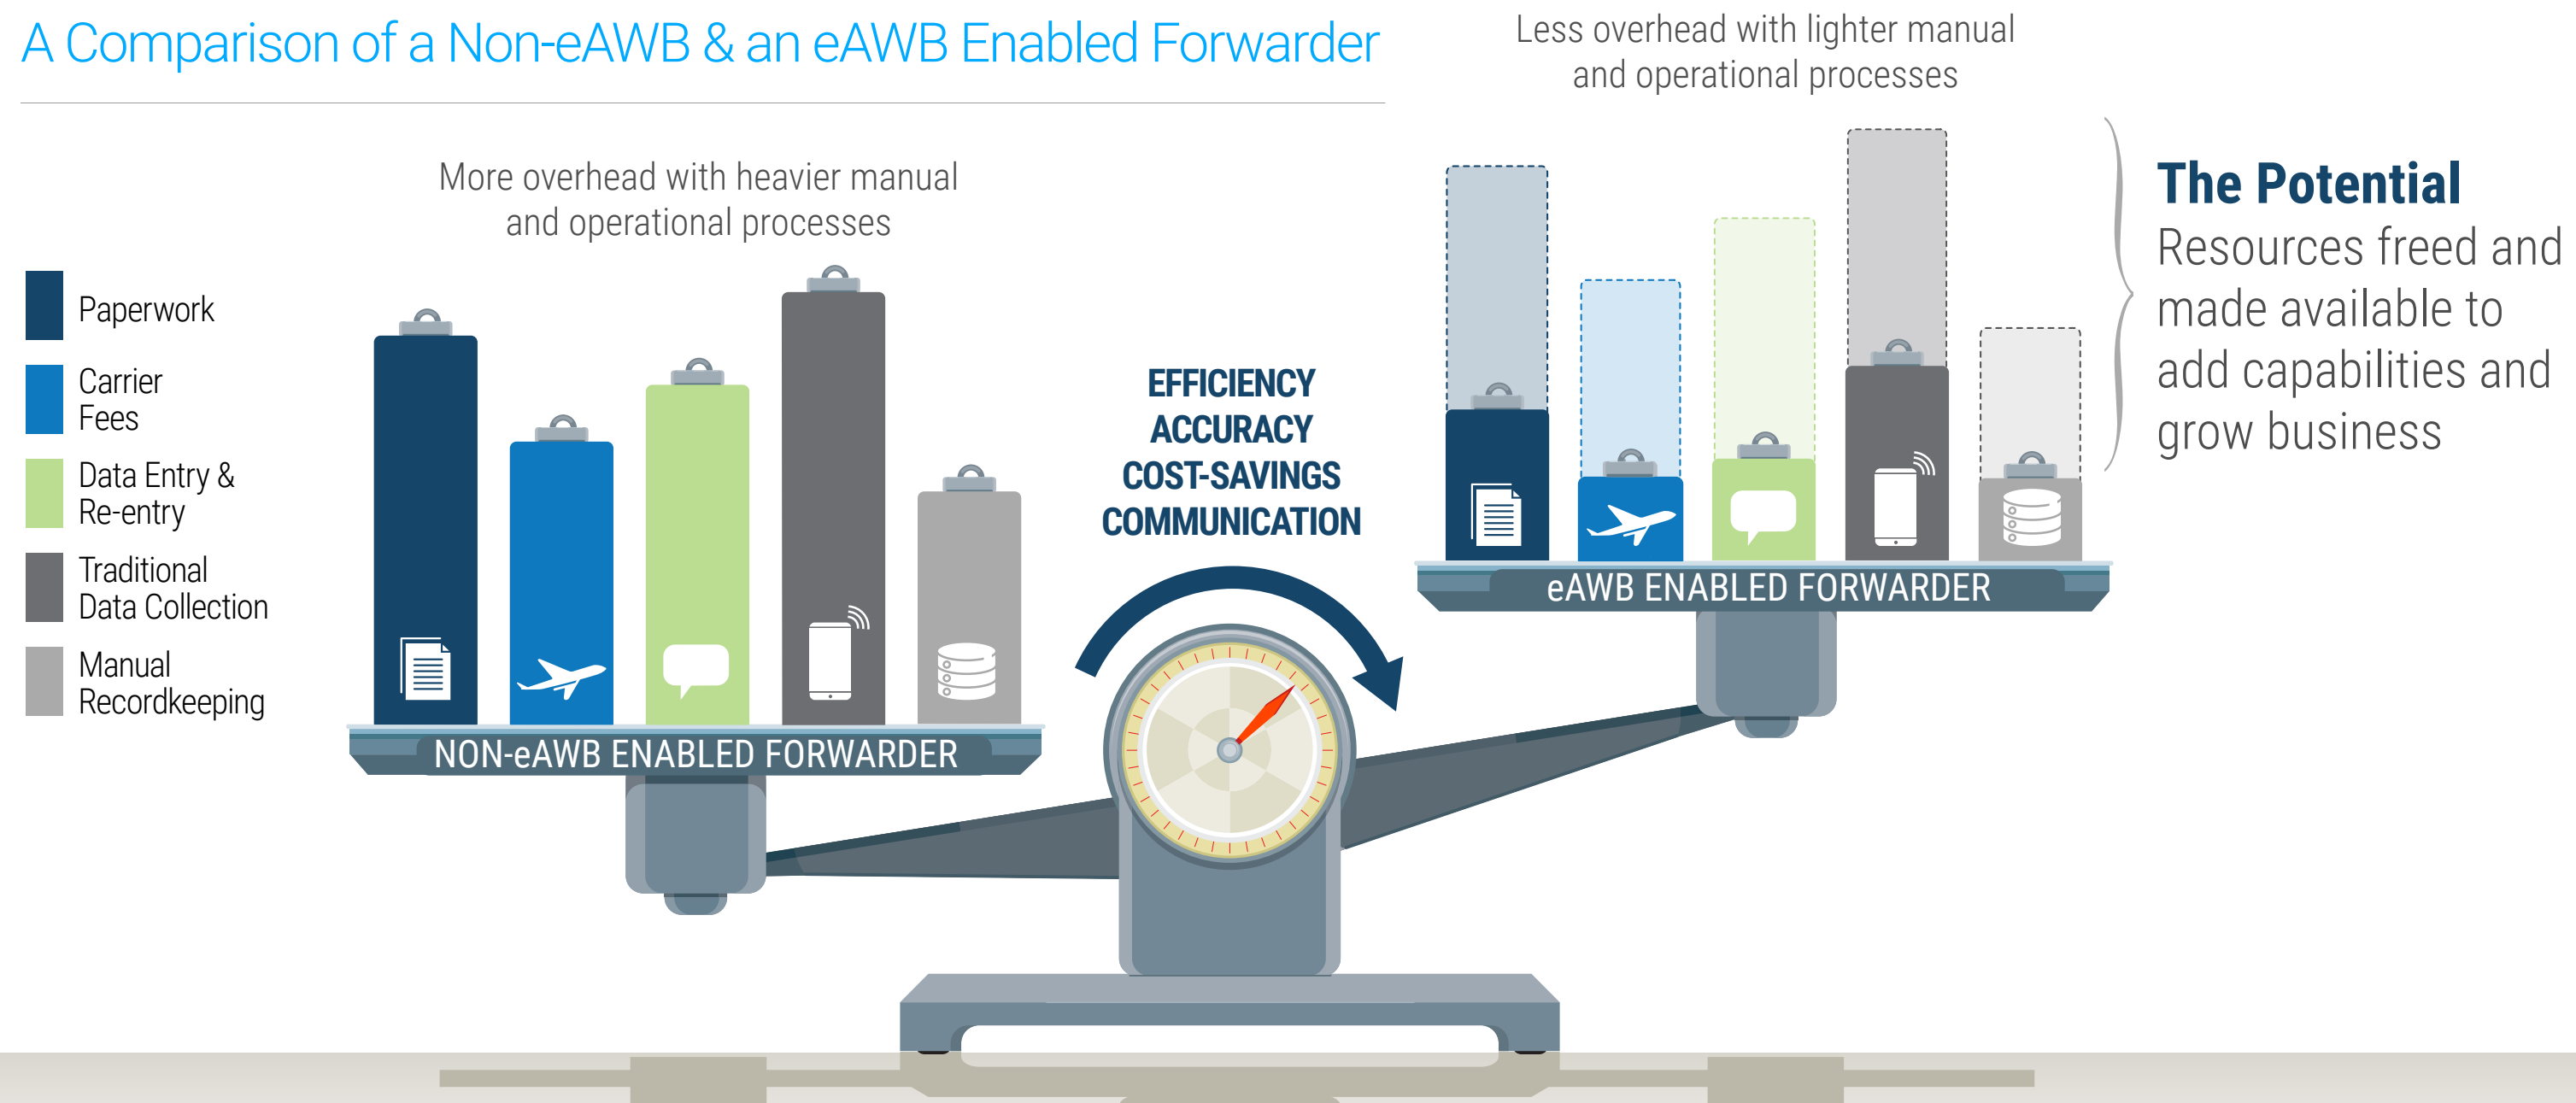 A Comparison of a Non-eAWB & an eAWB Enabled Forwarder
Less overhead with lighter manual
and operational processes
More overhead with heavier manual
and operational processes
Paperwork
Carrier
Fees
Data Entry &
Re-entry
Traditional
Data Collection
Manual
Recordkeeping
NON-eAWB ENABLED FORWARDER
EFFICIENCY
ACCURACY
COST-SAVINGS
COMMUNICATION
eAWB ENABLED FORWARDER
The Potential
Resources freed and
made available to
add capabilities and
grow business